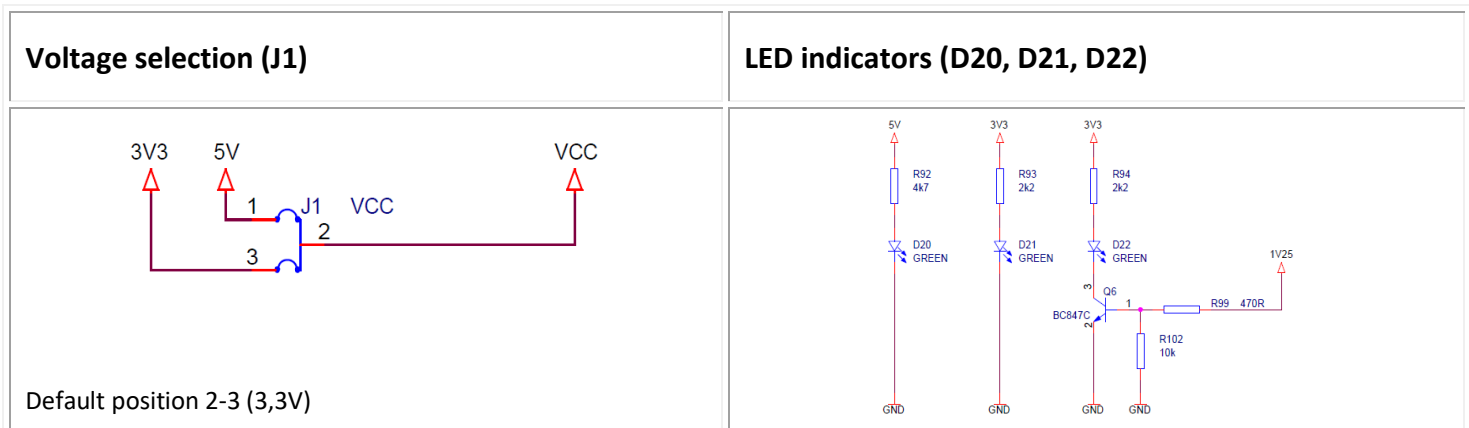 Voltage selection (J1)
LED indicators (D20, D21, D22)
3V3 5V VCC
1 J1 VCC
2
3
Default position 2-3 (3,3V)
5V 3V3 3V3
R92 R93 R94
4k7 2k2 2k2
D20 D21 D22
GREEN GREEN GREEN
1V25
3 Q6
1 R99 470R
BC847C
2
R102
10k
GND GND GND GND